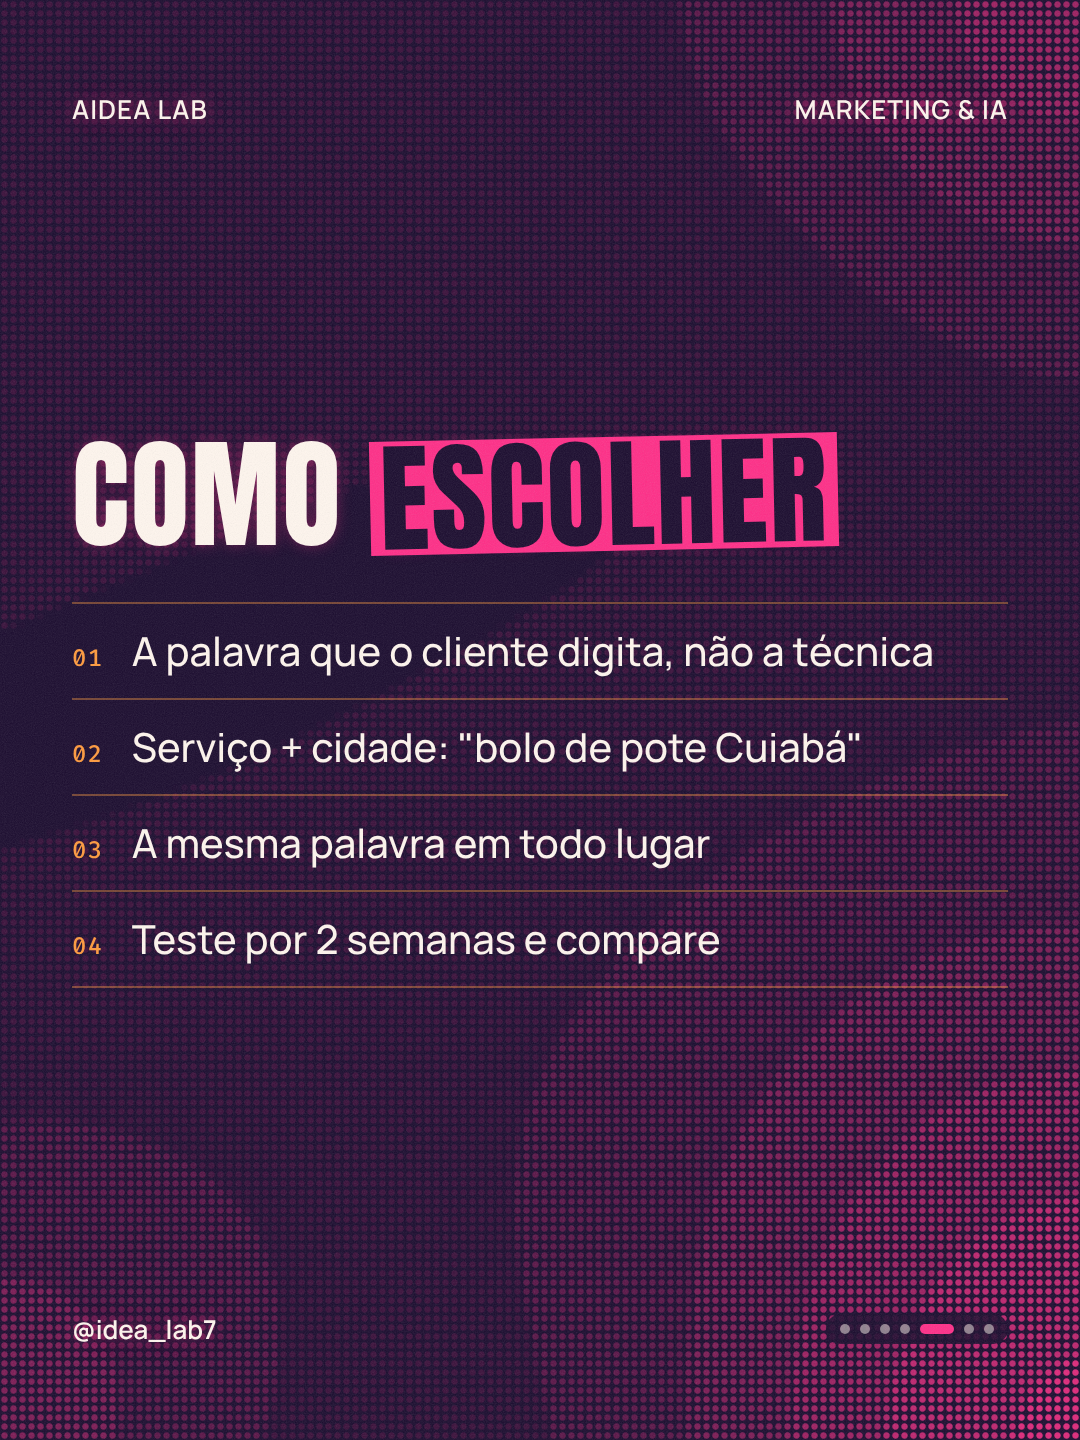 AIDEA LAB
MARKETING & IA
COMO ESCOLHER
01 A palavra que o cliente digita, não a técnica
02 Serviço + cidade: "bolo de pote Cuiabá"
03 A mesma palavra em todo lugar
04 Teste por 2 semanas e compare
@idea_lab7